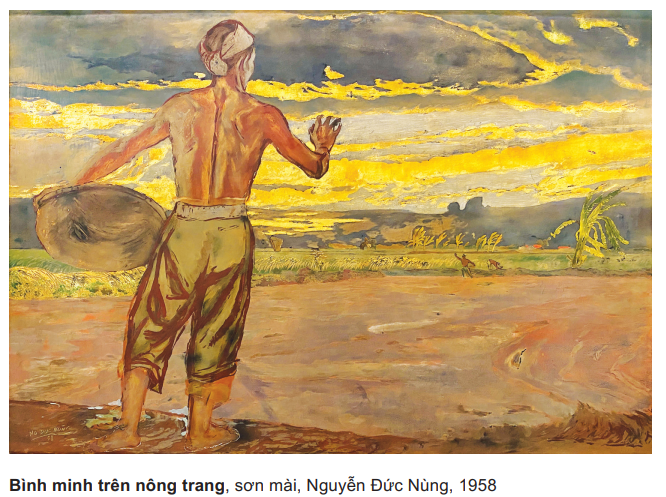 Bình minh trên nông trang, sơn mài, Nguyễn Đức Nùng, 1958